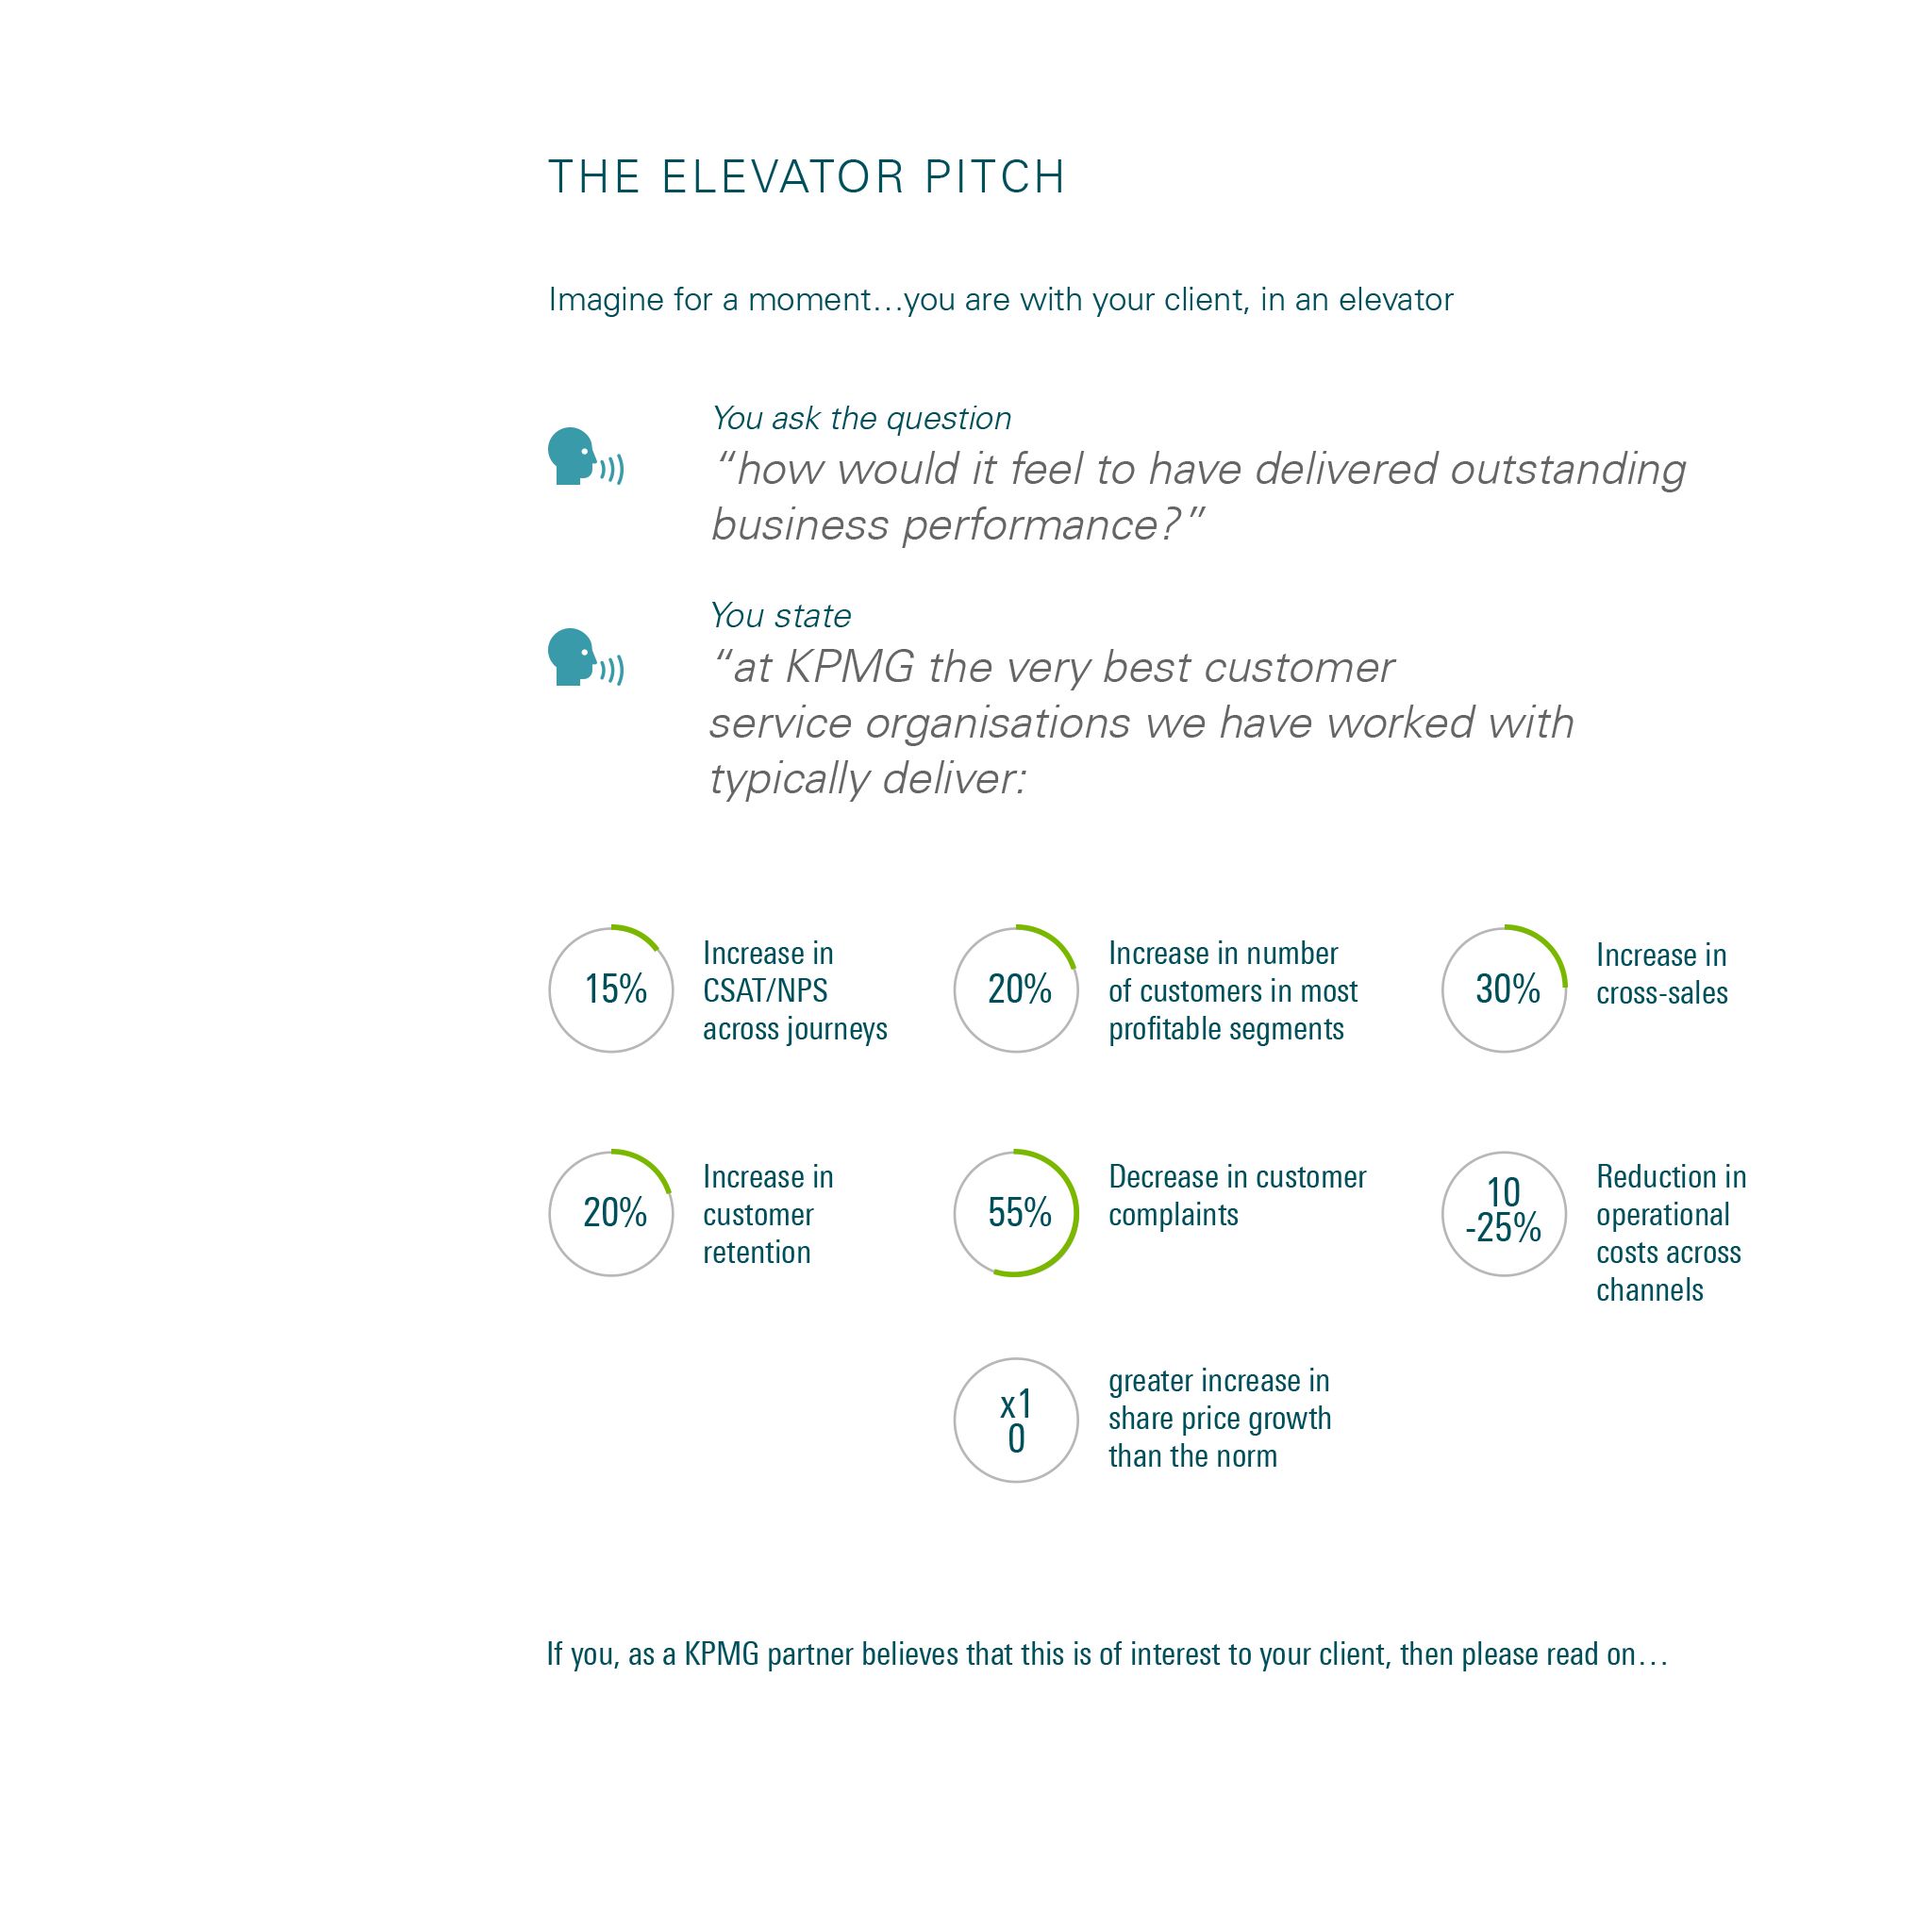 THE ELEVATOR PITCH
Imagine for a moment…you are with your client, in an elevator
You ask the question
“how would it feel to have delivered outstanding
business performance?”
You state
“at KPMG the very best customer
service organisations we have worked with
typically deliver:
15%
Increase in
CSAT/NPS
across journeys
20%
Increase in number
of customers in most
profitable segments
30%
Increase in
cross-sales
20%
Increase in
customer
retention
55%
Decrease in customer
complaints
10
-25%
Reduction in
operational
costs across
channels
x1
0
greater increase in
share price growth
than the norm
If you, as a KPMG partner believes that this is of interest to your client, then please read on…